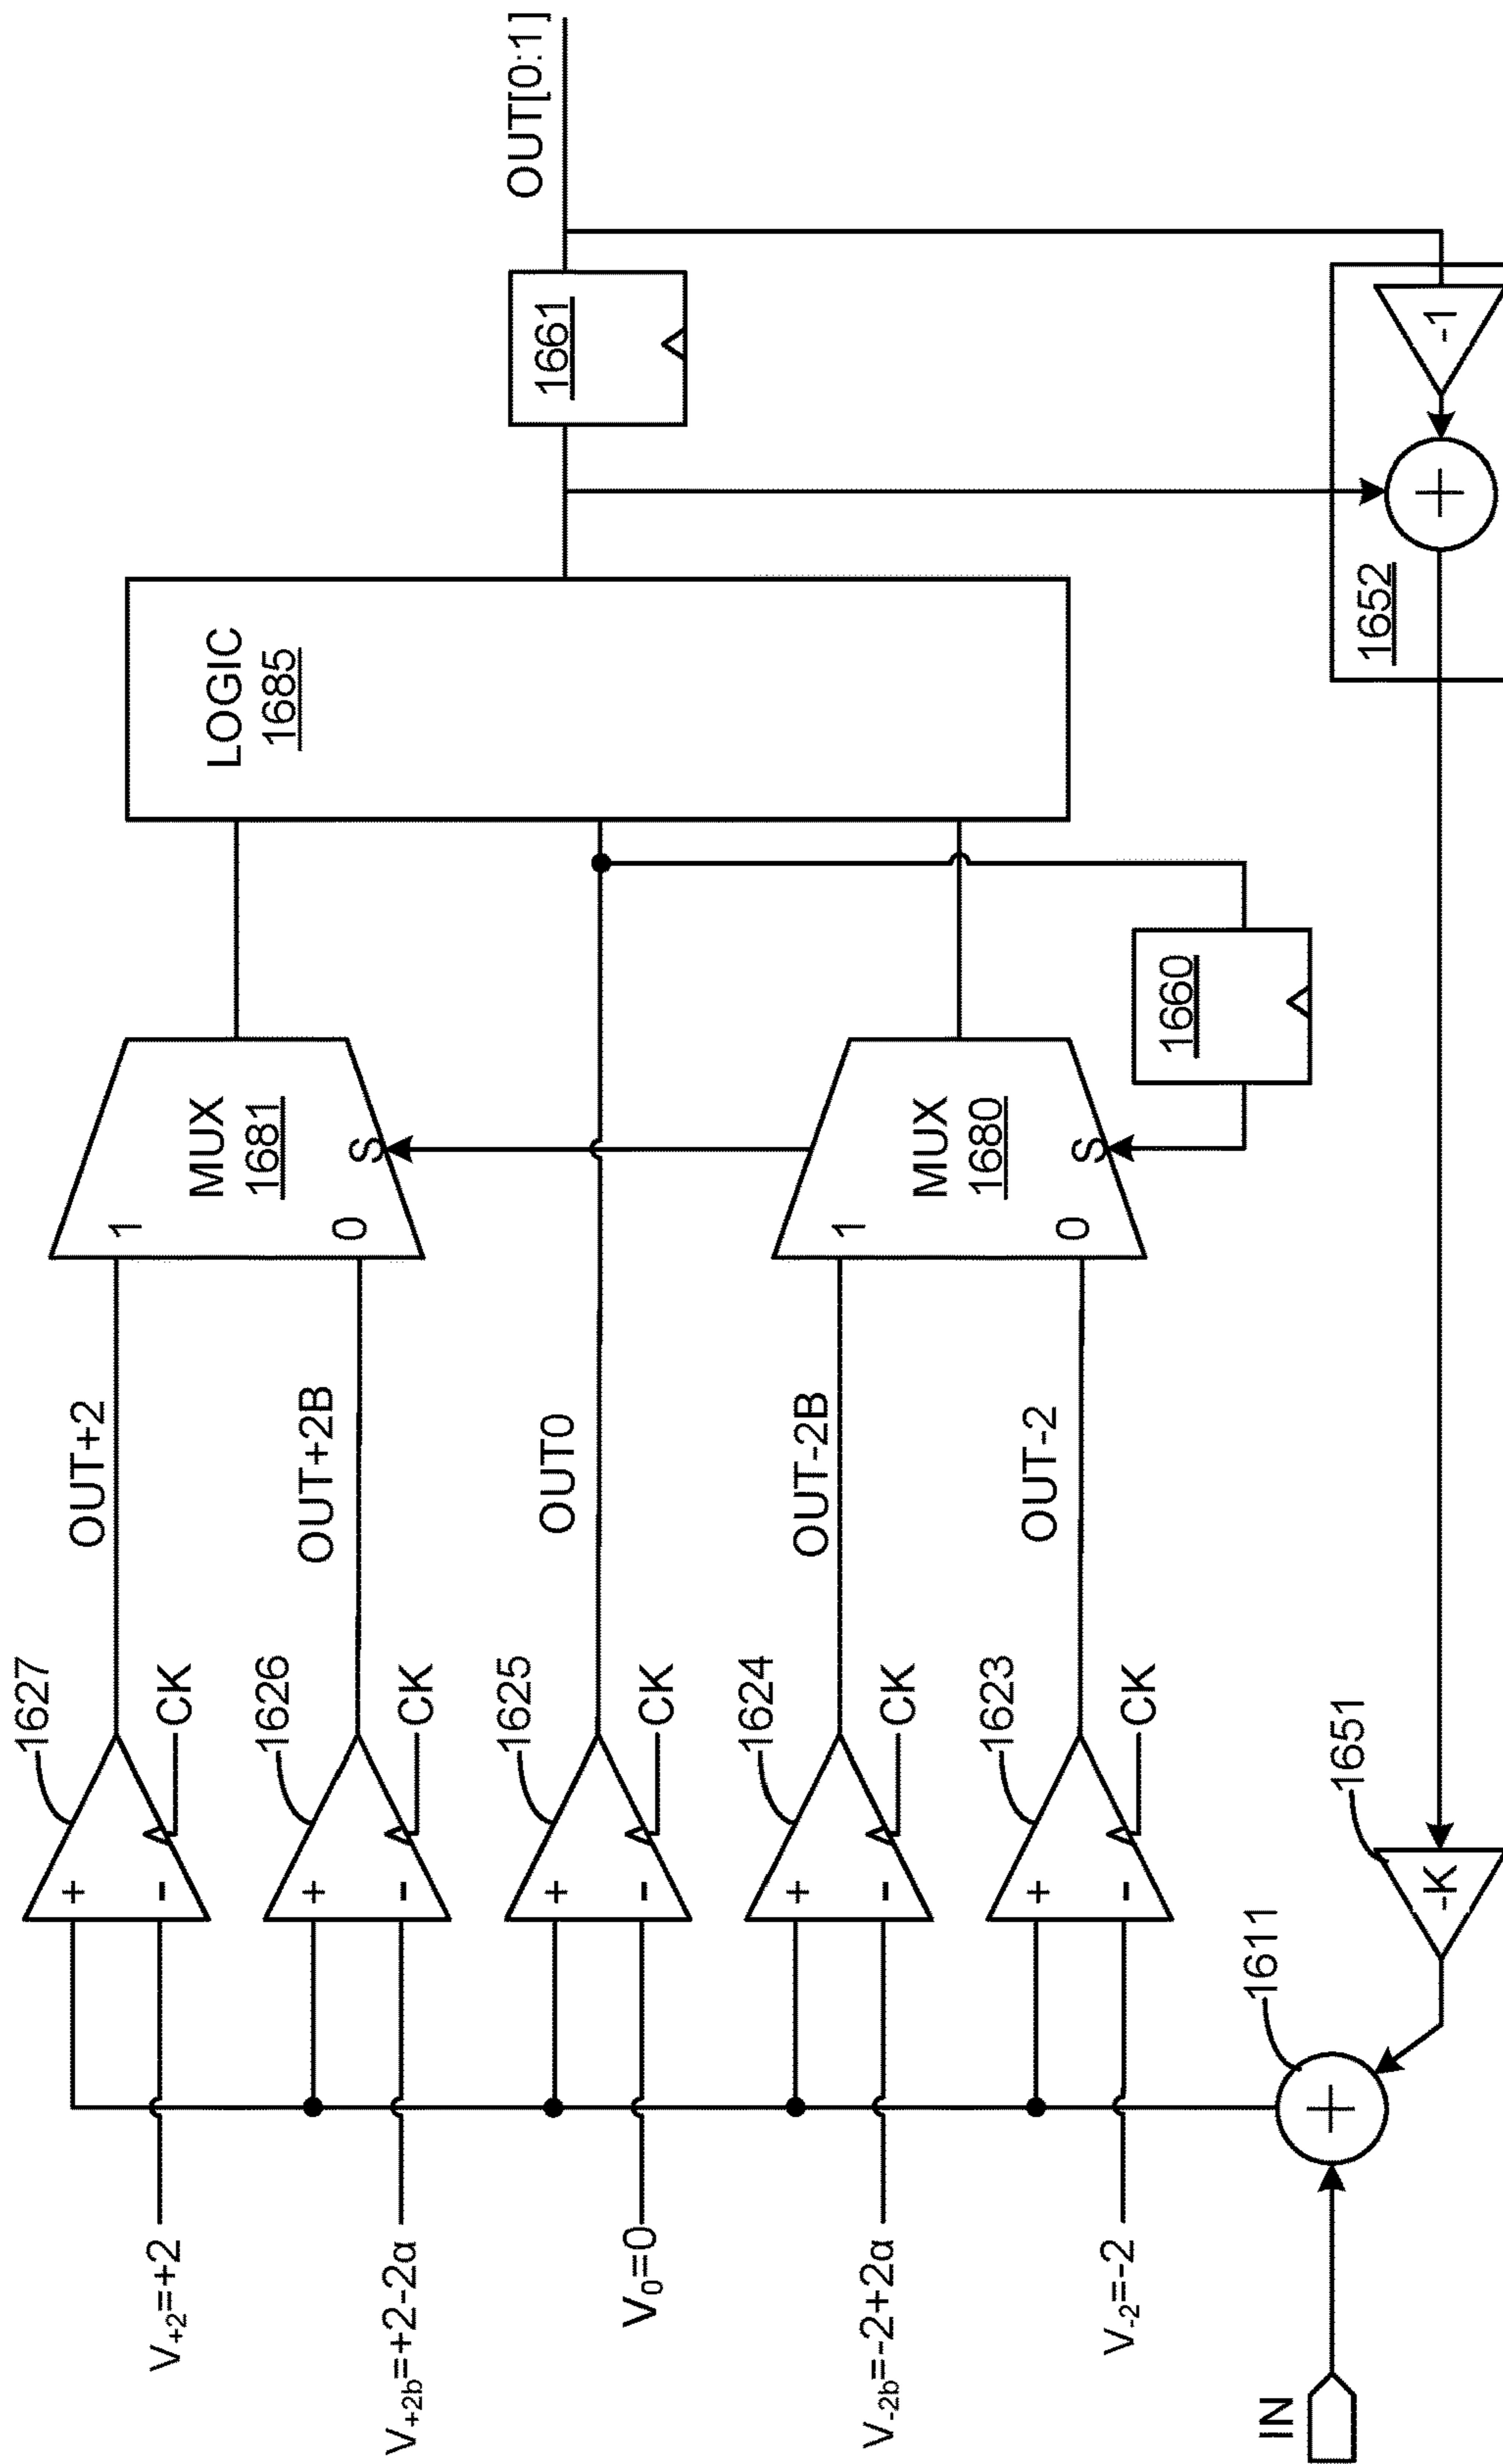 V+2=+2
+
-
1627
CK
OUT+2
1
0
MUX
1681
S
V+2b=+2-2α
+
-
1626
CK
OUT+2B
V0=0
+
-
1625
CK
OUT0
LOGIC
1685
1661
OUT[0:1]
V-2b=-2+2α
+
-
1624
CK
OUT-2B
1
0
MUX
1680
S
V-2=-2
+
-
1623
CK
OUT-2
1660
IN
+
1611
-K
1651
1652
+
-1